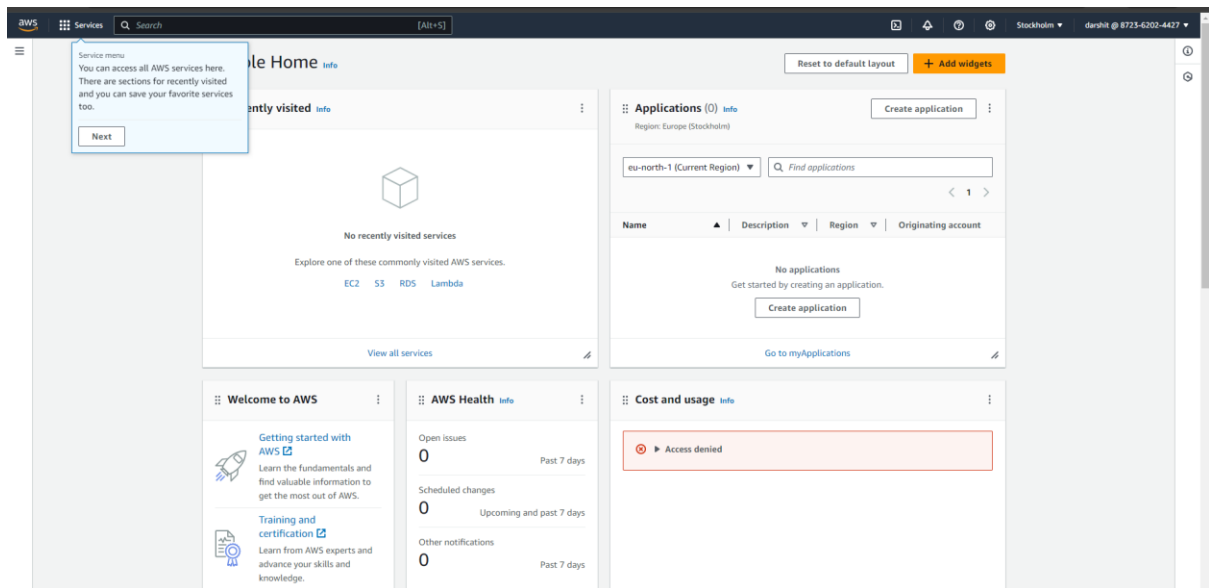 aws
Services
Search
[Alt+S]
Stockholm
darshit @ 8723-6202-4427
Service menu
You can access all AWS services here.
There are sections for recently visited
and you can save your favorite services
too.
Next
le Home Info
Reset to default layout
+ Add widgets
ently visited Info
No recently visited services
Explore one of these commonly visited AWS services.
EC2 S3 RDS Lambda
View all services
Applications (0) Info
Region: Europe (Stockholm)
Create application
eu-north-1 (Current Region)
Find applications
1
Name Description Region Originating account
No applications
Get started by creating an application.
Create application
Go to myApplications
Welcome to AWS
Getting started with
AWS
Learn the fundamentals and
find valuable information to
get the most out of AWS.
Training and
certification
Learn from AWS experts and
advance your skills and
knowledge.
AWS Health Info
Open issues
0 Past 7 days
Scheduled changes
0 Upcoming and past 7 days
Other notifications
0 Past 7 days
Cost and usage Info
Access denied